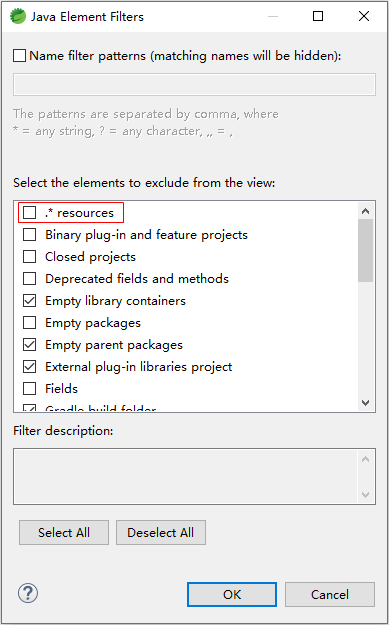 Java Element Filters
Name filter patterns (matching names will be hidden):
The patterns are separated by comma, where
* = any string, ? = any character, ,, = ,
Select the elements to exclude from the view:
.* resources
Binary plug-in and feature projects
Closed projects
Deprecated fields and methods
Empty library containers
Empty packages
Empty parent packages
External plug-in libraries project
Fields
Gradle build folder
Filter description:
Select All
Deselect All
?
OK
Cancel